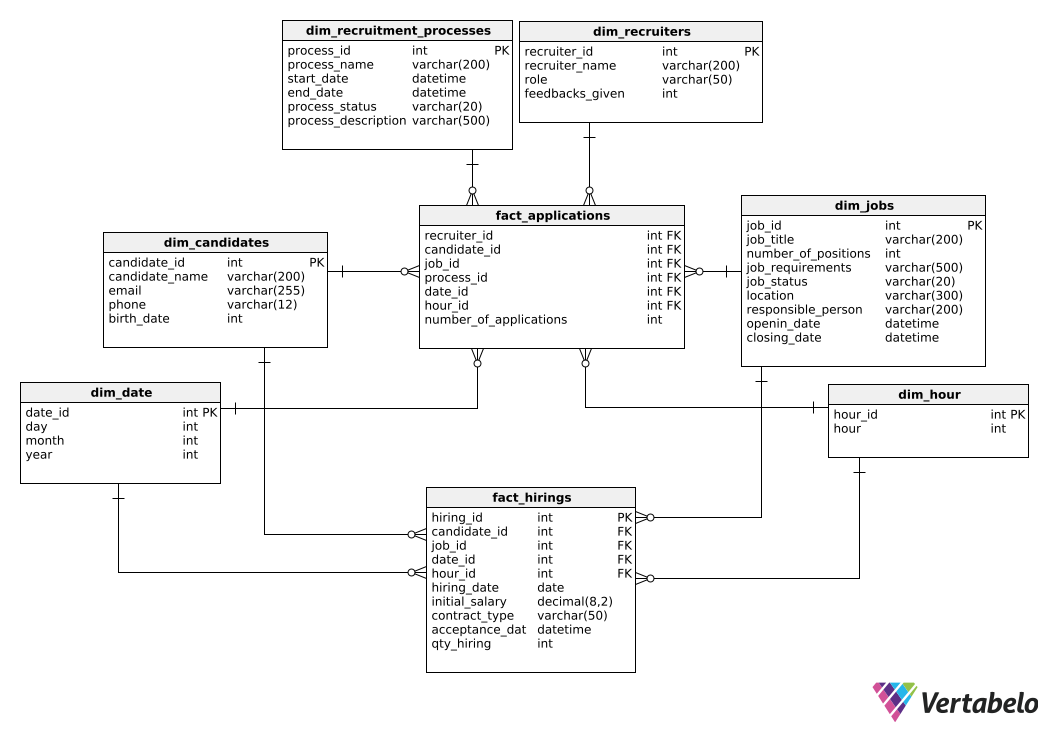 dim_recruitment_processes
process_id int PK
process_name varchar(200)
start_date datetime
end_date datetime
process_status varchar(20)
process_description varchar(500)
dim_recruiters
recruiter_id int PK
recruiter_name varchar(200)
role varchar(50)
feedbacks_given int
fact_applications
recruiter_id int FK
candidate_id int FK
job_id int FK
process_id int FK
date_id int FK
hour_id int FK
number_of_applications int
dim_jobs
job_id int PK
job_title varchar(200)
number_of_positions int
job_requirements varchar(500)
job_status varchar(20)
location varchar(300)
responsible_person varchar(200)
openin_date datetime
closing_date datetime
dim_candidates
candidate_id int PK
candidate_name varchar(200)
email varchar(255)
phone varchar(12)
birth_date int
dim_date
date_id int PK
day int
month int
year int
dim_hour
hour_id int PK
hour int
fact_hirings
hiring_id int PK
candidate_id int FK
job_id int FK
date_id int FK
hour_id int FK
hiring_date date
initial_salary decimal(8,2)
contract_type varchar(50)
acceptance_dat datetime
qty_hiring int
Vertabelo